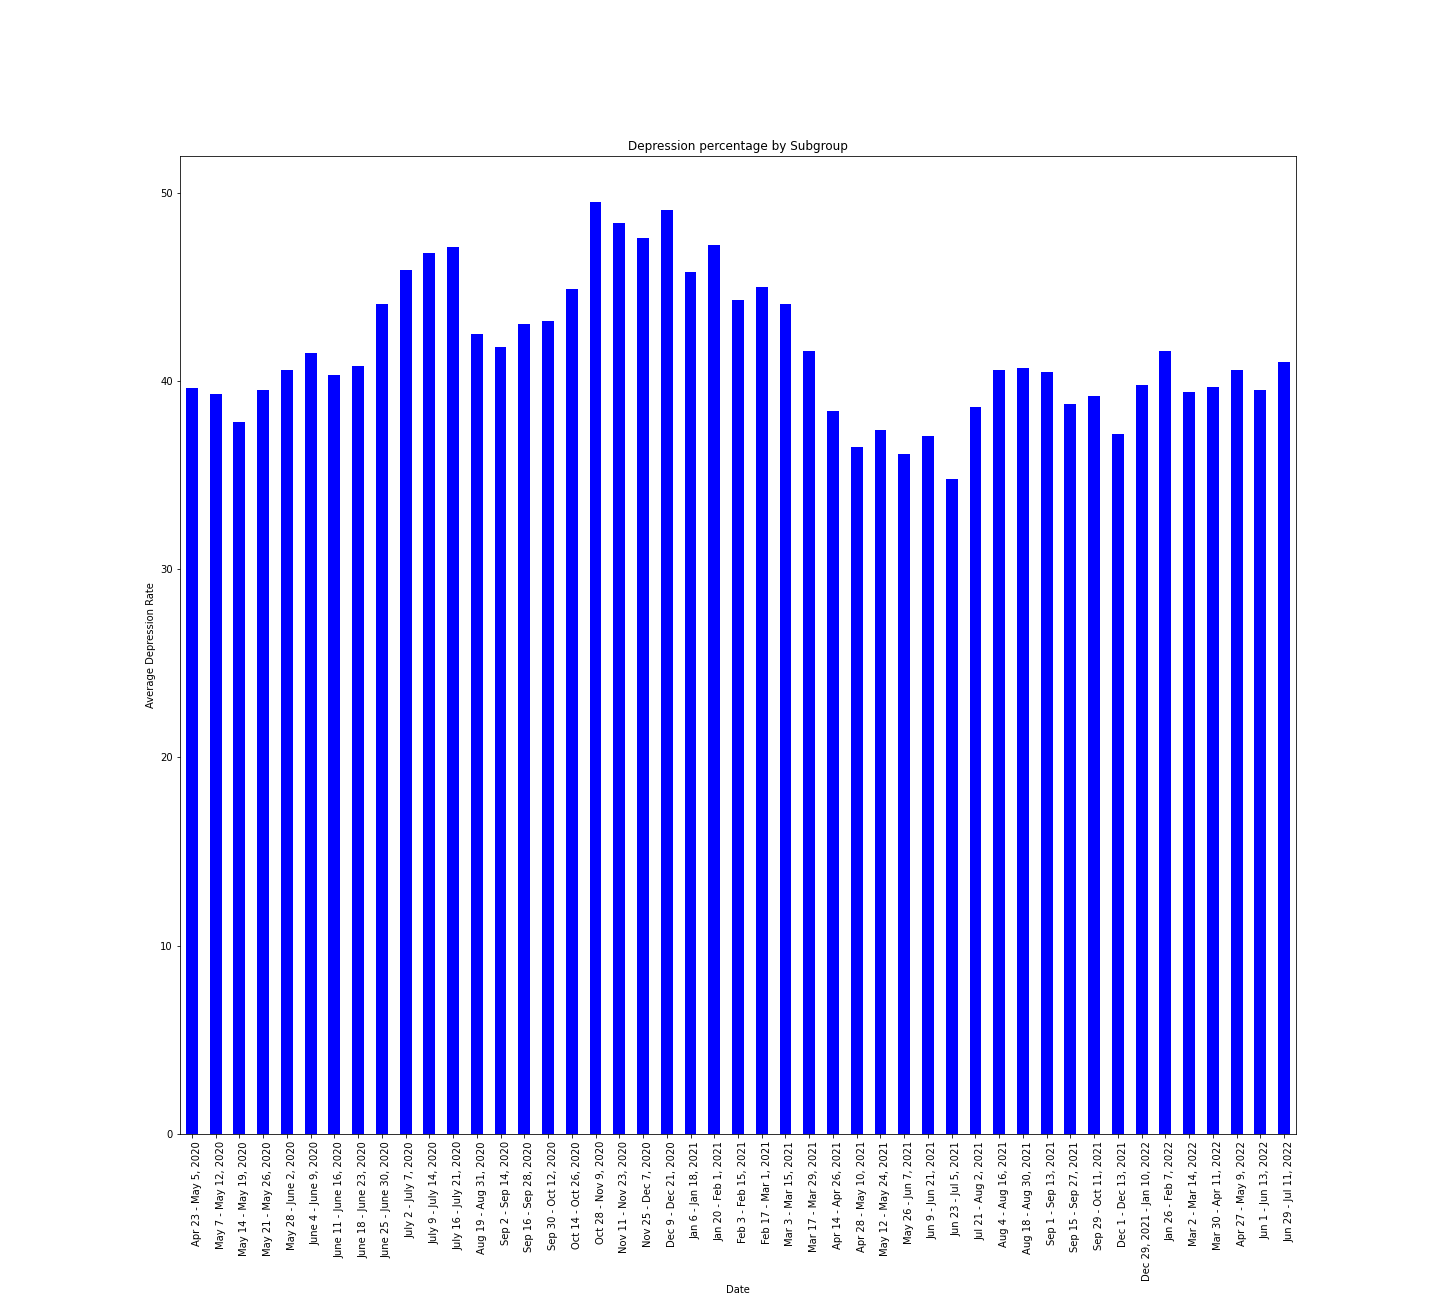 Depression percentage by Subgroup
Average Depression Rate
50
40
30
20
10
0
Apr 23 - May 5, 2020
May 7 - May 12, 2020
May 14 - May 19, 2020
May 21 - May 26, 2020
May 28 - June 2, 2020
June 4 - June 9, 2020
June 11 - June 16, 2020
June 18 - June 23, 2020
June 25 - June 30, 2020
July 2 - July 7, 2020
July 9 - July 14, 2020
July 16 - July 21, 2020
Aug 19 - Aug 31, 2020
Sep 2 - Sep 14, 2020
Sep 16 - Sep 28, 2020
Sep 30 - Oct 12, 2020
Oct 14 - Oct 26, 2020
Oct 28 - Nov 9, 2020
Nov 11 - Nov 23, 2020
Nov 25 - Dec 7, 2020
Dec 9 - Dec 21, 2020
Jan 6 - Jan 18, 2021
Jan 20 - Feb 1, 2021
Feb 3 - Feb 15, 2021
Feb 17 - Mar 1, 2021
Mar 3 - Mar 15, 2021
Mar 17 - Mar 29, 2021
Apr 14 - Apr 26, 2021
Apr 28 - May 10, 2021
May 12 - May 24, 2021
May 26 - Jun 7, 2021
Jun 9 - Jun 21, 2021
Jun 23 - Jul 5, 2021
Jul 21 - Aug 2, 2021
Aug 4 - Aug 16, 2021
Aug 18 - Aug 30, 2021
Sep 1 - Sep 13, 2021
Sep 15 - Sep 27, 2021
Sep 29 - Oct 11, 2021
Dec 1 - Dec 13, 2021
Dec 29, 2021 - Jan 10, 2022
Jan 26 - Feb 7, 2022
Mar 2 - Mar 14, 2022
Mar 30 - Apr 11, 2022
Apr 27 - May 9, 2022
Jun 1 - Jun 13, 2022
Jun 29 - Jul 11, 2022
Date